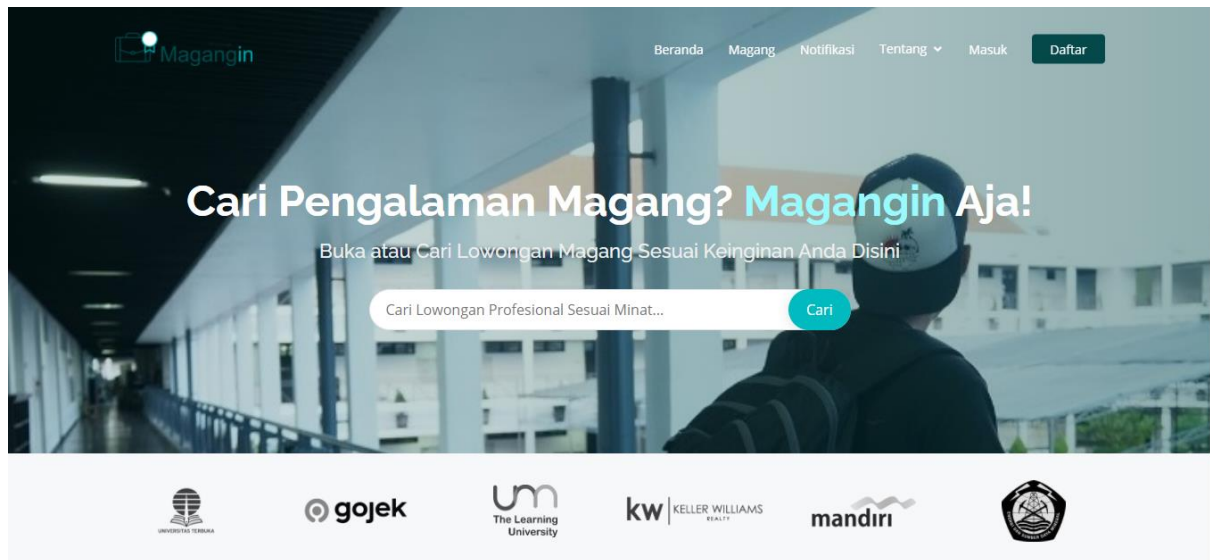 Magangin
Beranda Magang Notifikasi Tentang Masuk Daftar
Cari Pengalaman Magang? Magangin Aja!
Buka atau Cari Lowongan Magang Sesuai Keinginan Anda Disini
Cari Lowongan Profesional Sesuai Minat... Cari
UNIVERSITAS TERBUKA
gojek
um
The Learning
University
kw KELLER WILLIAMS
REALTY
mandiri